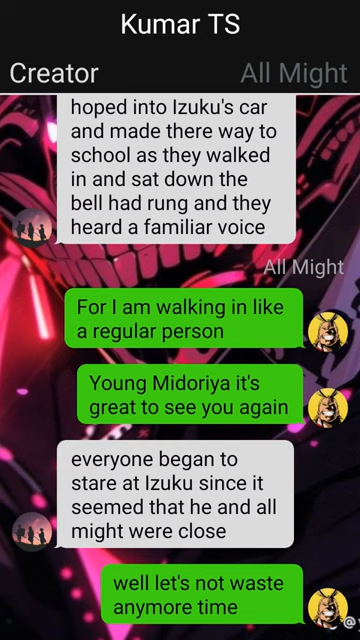 Kumar TS
Creator
All Might
hoped into Izuku's car
and made there way to
school as they walked
in and sat down the
bell had rung and they
heard a familiar voice
All Might
For I am walking in like
a regular person
Young Midoriya it's
great to see you again
everyone began to
stare at Izuku since it
seemed that he and all
might were close
well let's not waste
anymore time
@